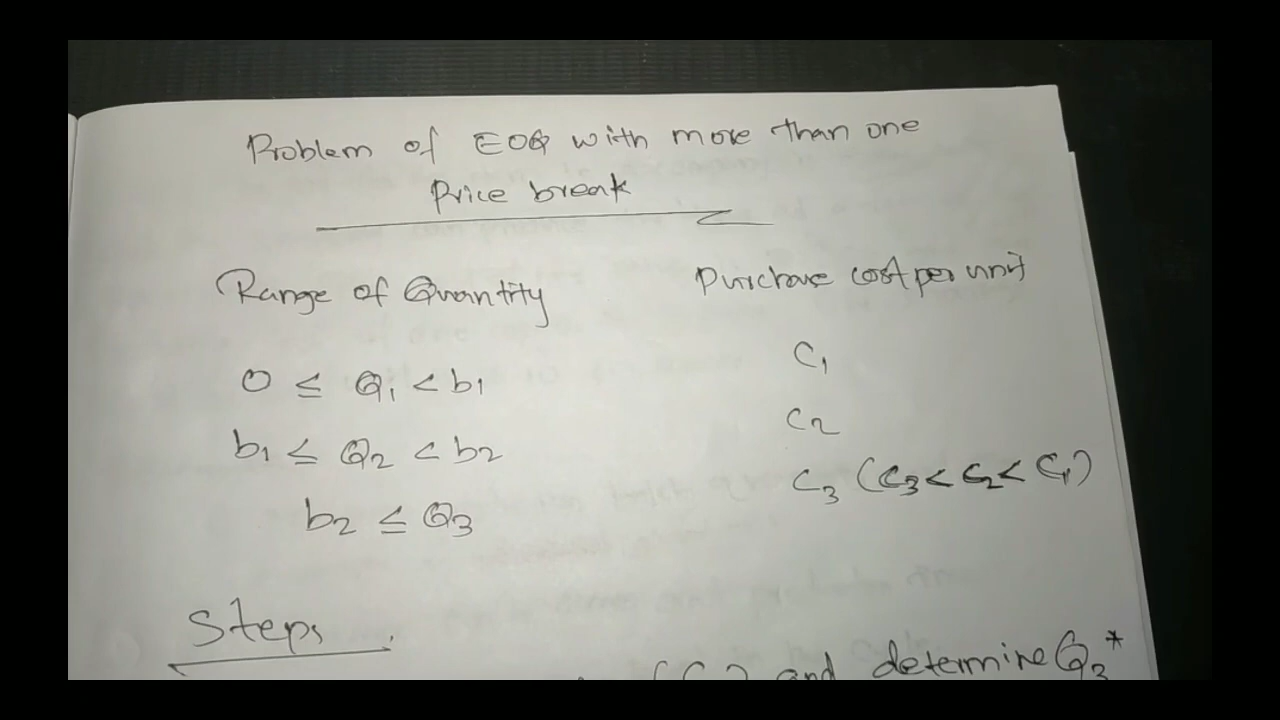 Problem of EOQ with more than one
Price break
Range of Quantity Purchase cost per unit
0 ≤ Q1 < b1 C1
b1 ≤ Q2 < b2 C2
b2 ≤ Q3 C3 (C3 < C2 < C1)
Steps
and determine Q3*